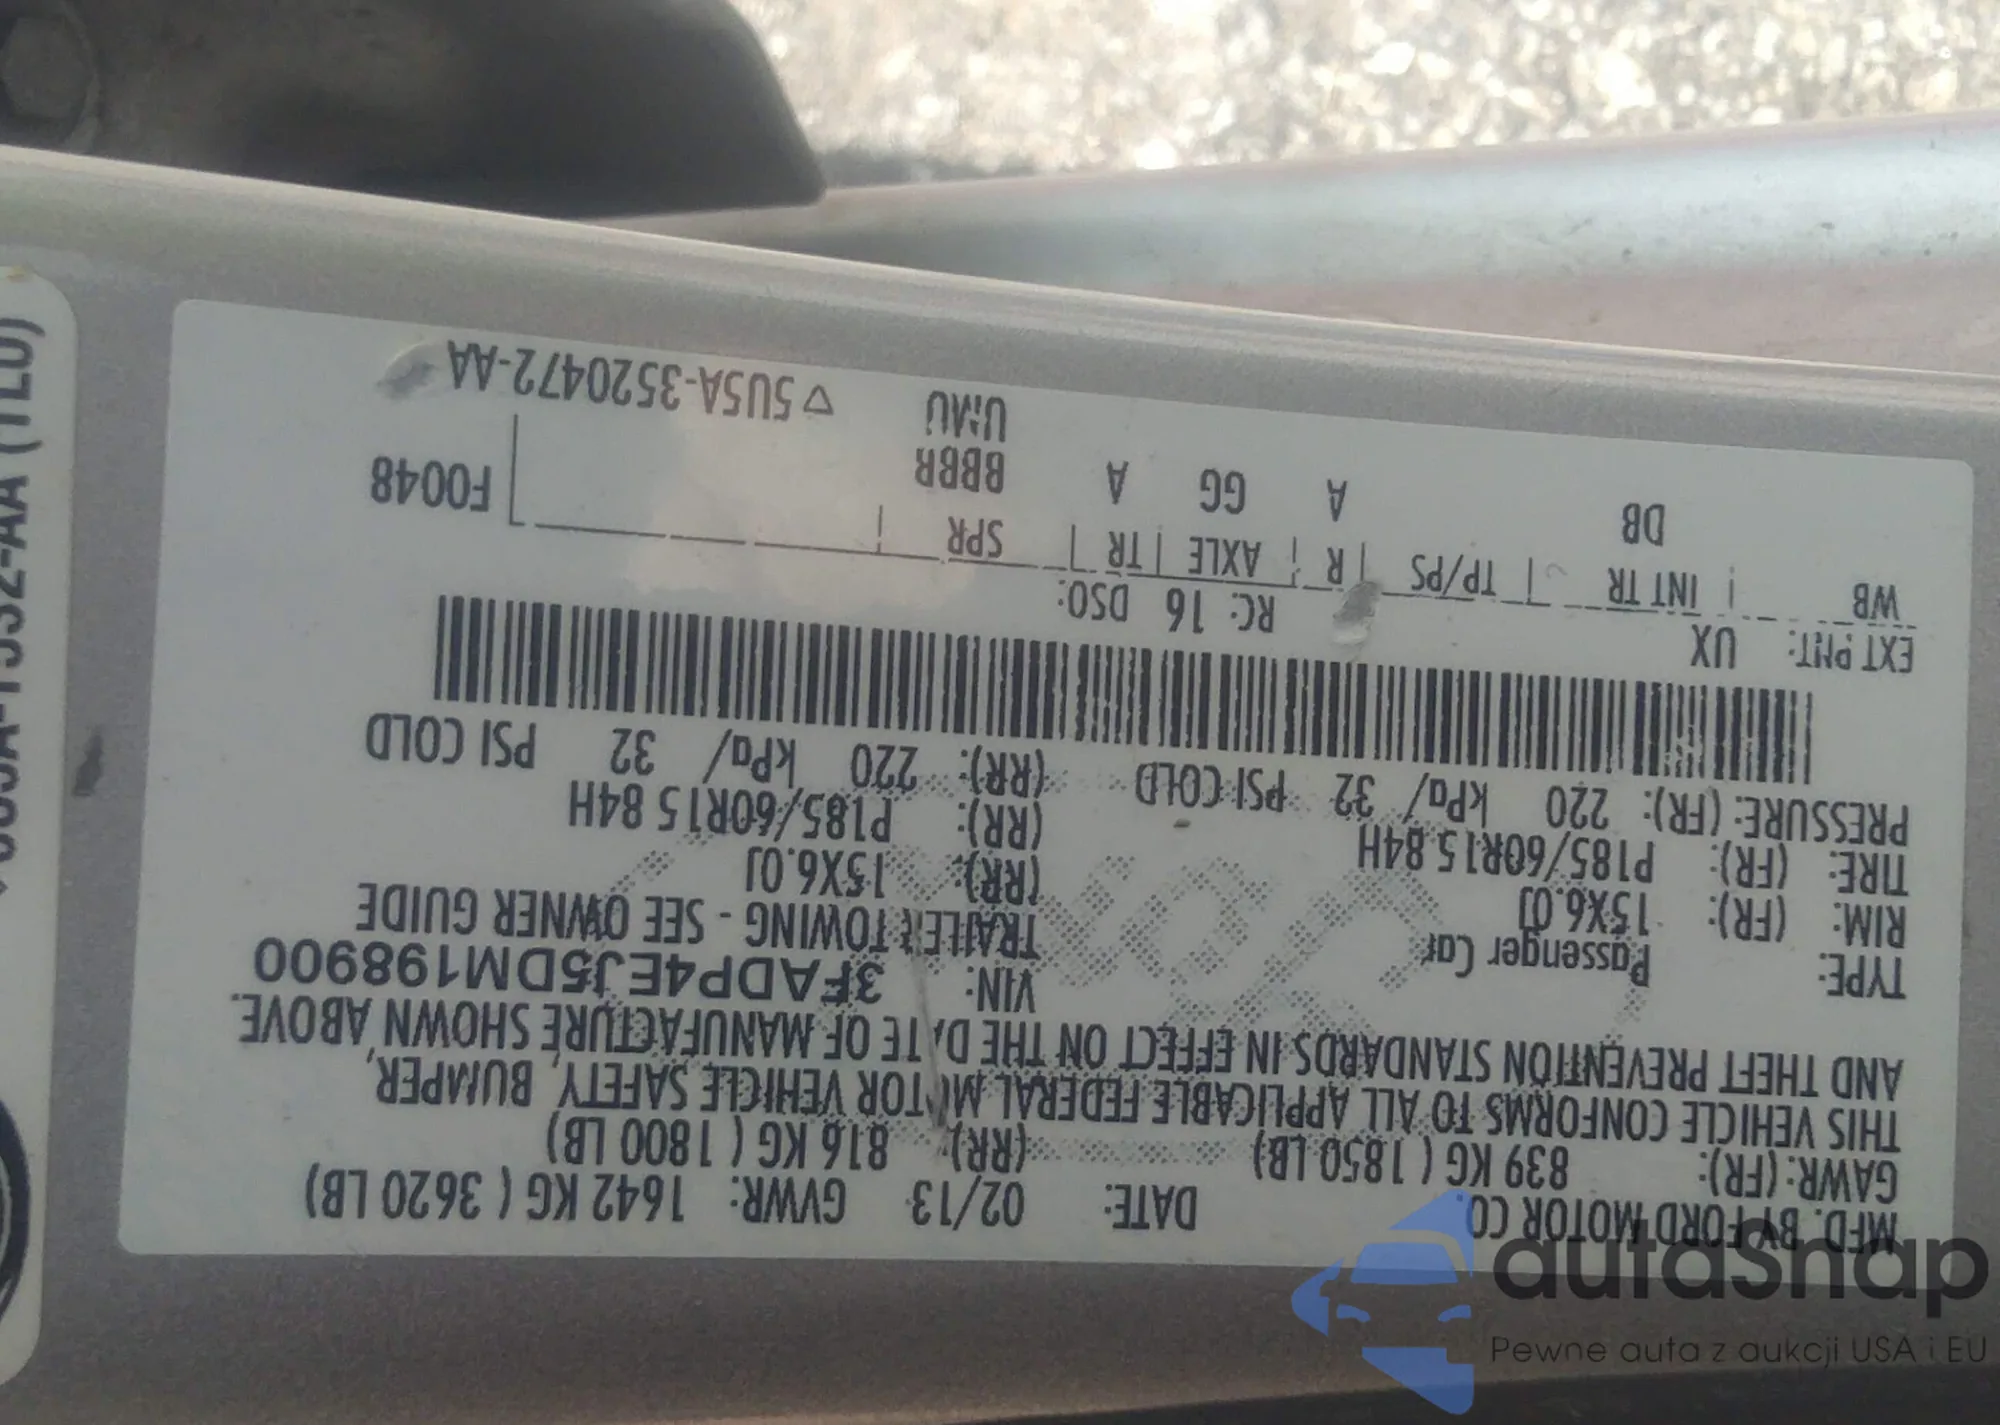 MFD. BY FORD MOTOR CO.
DATE: 02/13 GVWR: 1642 KG ( 3620 LB)
GAWR: (FR): 839 KG ( 1850 LB) (RR) 816 KG ( 1800 LB)
THIS VEHICLE CONFORMS TO ALL APPLICABLE FEDERAL MOTOR VEHICLE SAFETY, BUMPER,
AND THEFT PREVENTION STANDARDS IN EFFECT ON THE DATE OF MANUFACTURE SHOWN ABOVE.
VIN: 3FADP4EJ5DM198900
TYPE: Passenger Car TRAILER TOWING - SEE OWNER GUIDE
RIM: (FR): 15X6.0J (RR): 15X6.0J
TIRE: (FR): P185/60R15 84H (RR): P185/60R15 84H
PRESSURE: (FR): 220 kPa/ 32 PSI COLD (RR): 220 kPa/ 32 PSI COLD
EXT PNT: UX RC: 16 DSO:
WB INT TR TP/PS R AXLE TR SPR F0048
DB A GG A BBBR
UMAU ▽5U5A-3520472-AA
autaSnap
Pewne auta z aukcji USA i EU